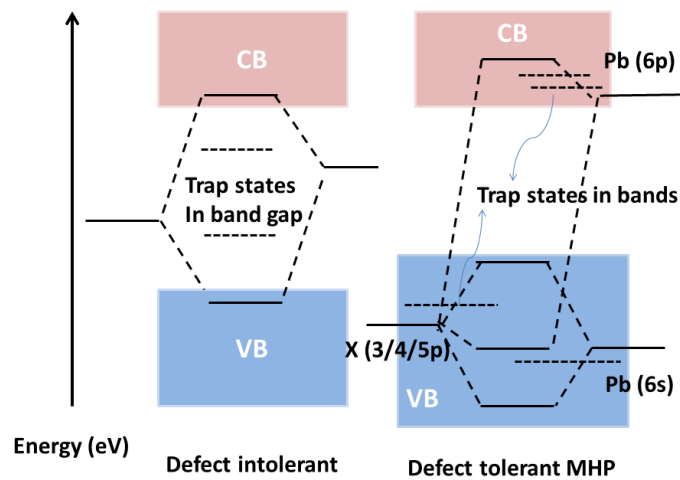 CB
CB
Pb (6p)
Trap states
In band gap
Trap states in bands
X (3/4/5p)
VB
VB
Pb (6s)
Energy (eV)
Defect intolerant
Defect tolerant MHP